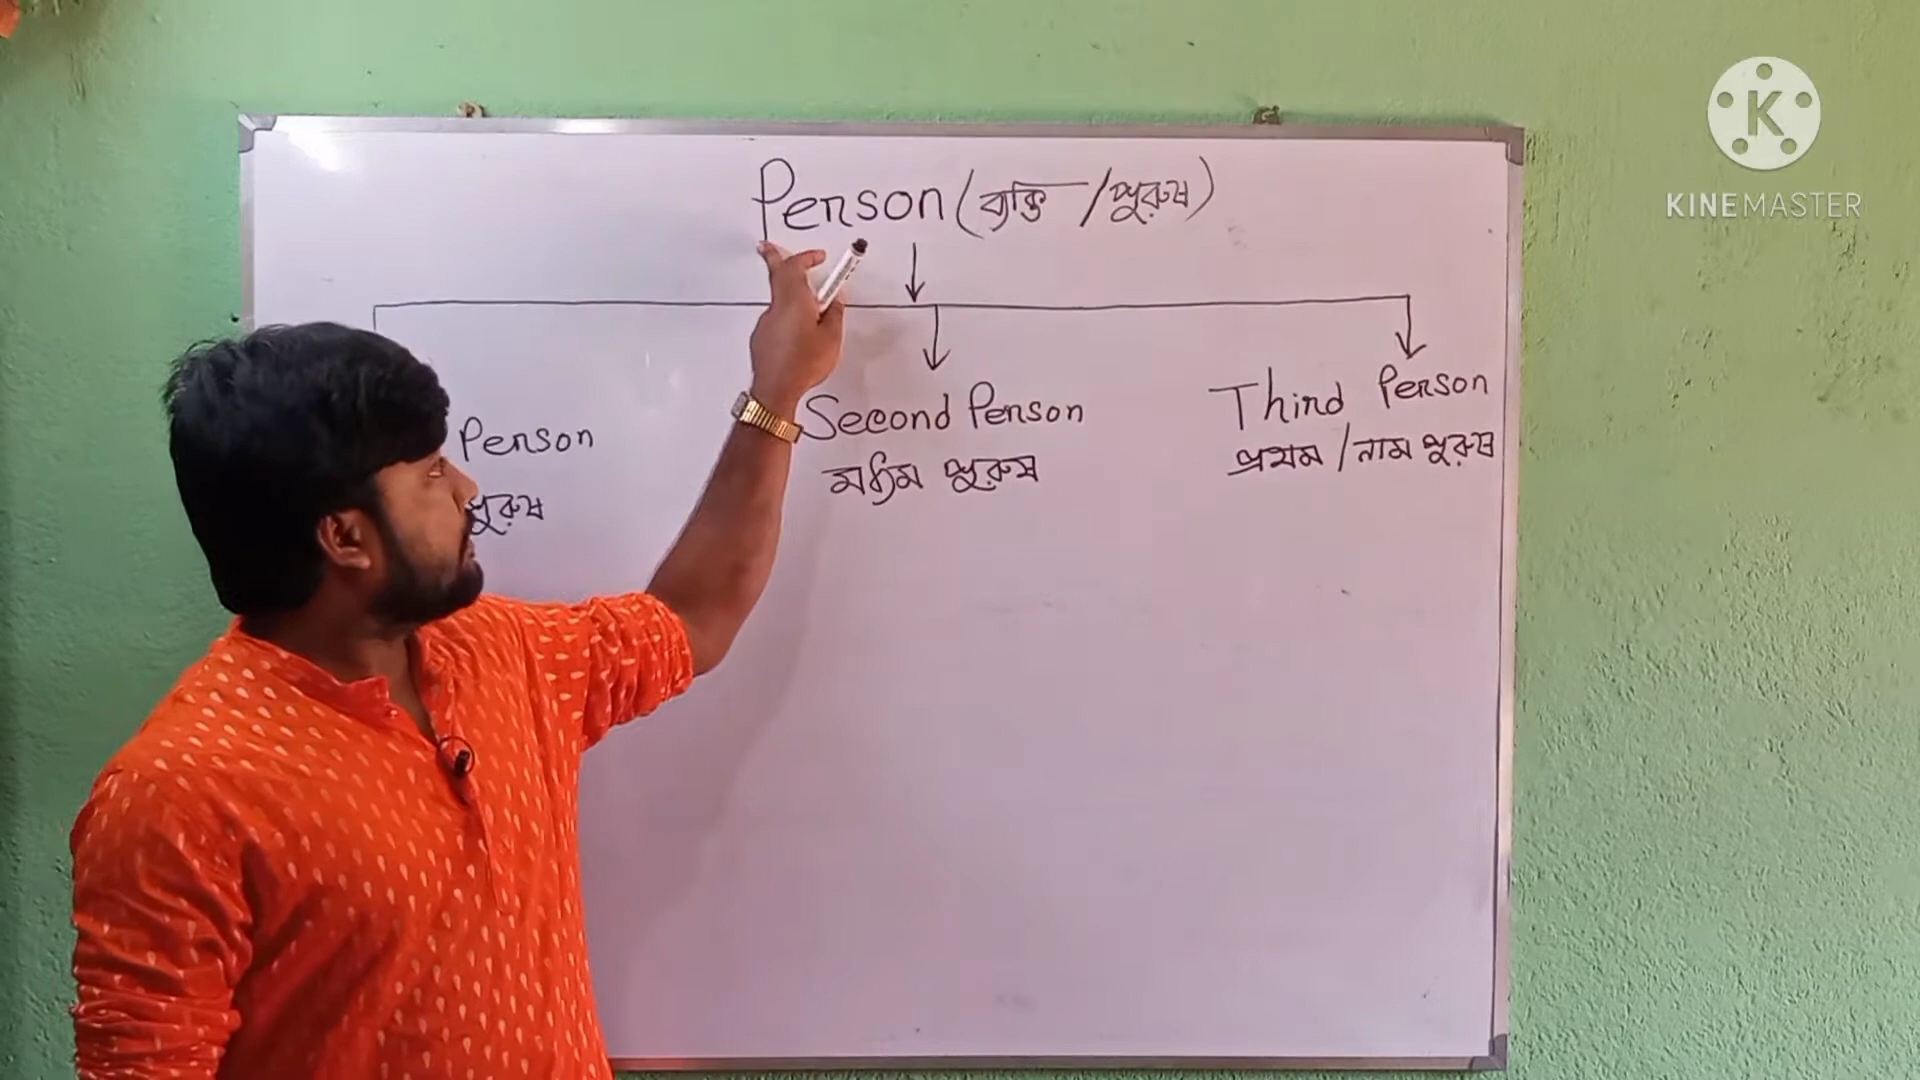 Person (ব্যক্তি / পুরুষ)
Person
পুরুষ
Second Person
মধ্যম পুরুষ
Third Person
প্রথম / নাম পুরুষ
K
KINEMASTER